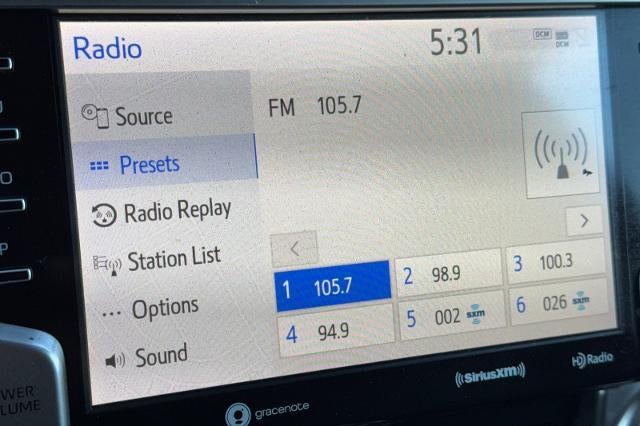 Radio
5:31
DCM
DCM
Source
FM 105.7
Presets
Radio Replay
Station List
Options
Sound
<
>
1 105.7
2 98.9
3 100.3
4 94.9
5 002 sxm
6 026 sxm
O
P
WER
LUME
gracenote
((SiriusXM))
HD Radio